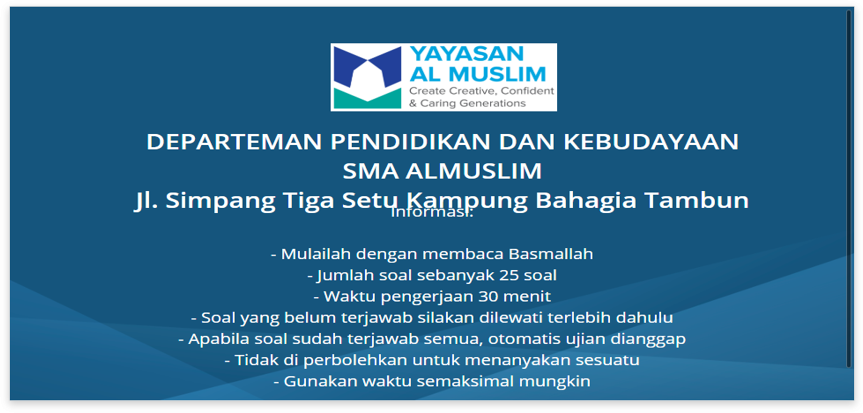 YAYASAN
AL MUSLIM
Create Creative, Confident
& Caring Generations
DEPARTEMAN PENDIDIKAN DAN KEBUDAYAAN
SMA ALMUSLIM
Jl. Simpang Tiga Setu Kampung Bahagia Tambun
Informasi:
- Mulailah dengan membaca Basmallah
- Jumlah soal sebanyak 25 soal
- Waktu pengerjaan 30 menit
- Soal yang belum terjawab silakan dilewati terlebih dahulu
- Apabila soal sudah terjawab semua, otomatis ujian dianggap
- Tidak di perbolehkan untuk menanyakan sesuatu
- Gunakan waktu semaksimal mungkin